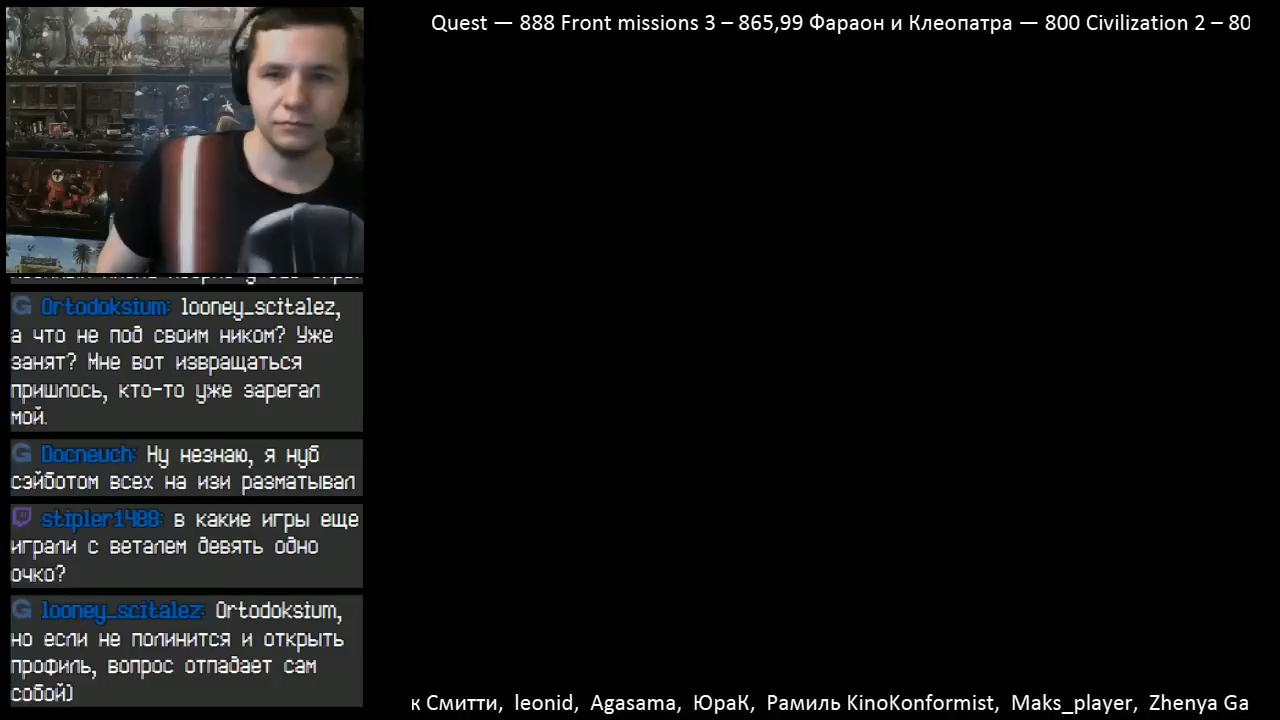 Quest — 888 Front missions 3 – 865,99 Фараон и Клеопатра — 800 Civilization 2 – 80
Ortodoksium: looney_scitalez,
а что не под своим ником? Уже
занят? Мне вот извращаться
пришлось, кто-то уже зарегал
мой.
Docneuch: Ну незнаю, я нуб
сэйботом всех на изи разматывал
stipler1488: в какие игры еще
играли с веталем девять одно
очко?
looney_scitalez: Ortodoksium,
но если не полинится и открыть
профиль, вопрос отпадает сам
собой)
к Смитти, leonid, Agasama, ЮраК, Рамиль KinoKonformist, Maks_player, Zhenya Ga